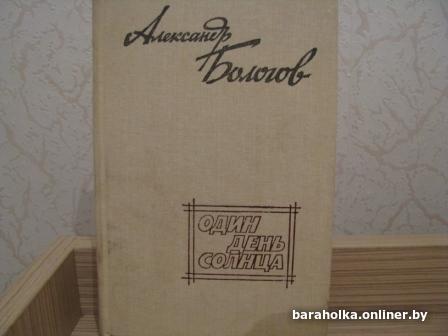 Александр
Бологов
ОДИН
ДЕНЬ
СОЛНЦА
baraholka.onliner.by